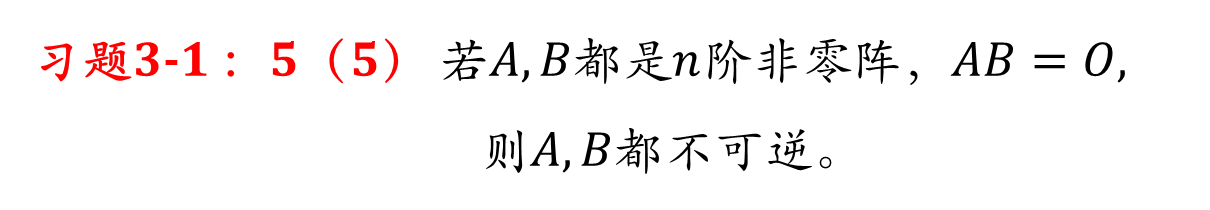 习题3-1：5（5） 若A,B都是n阶非零阵，AB = O,
则A,B都不可逆。